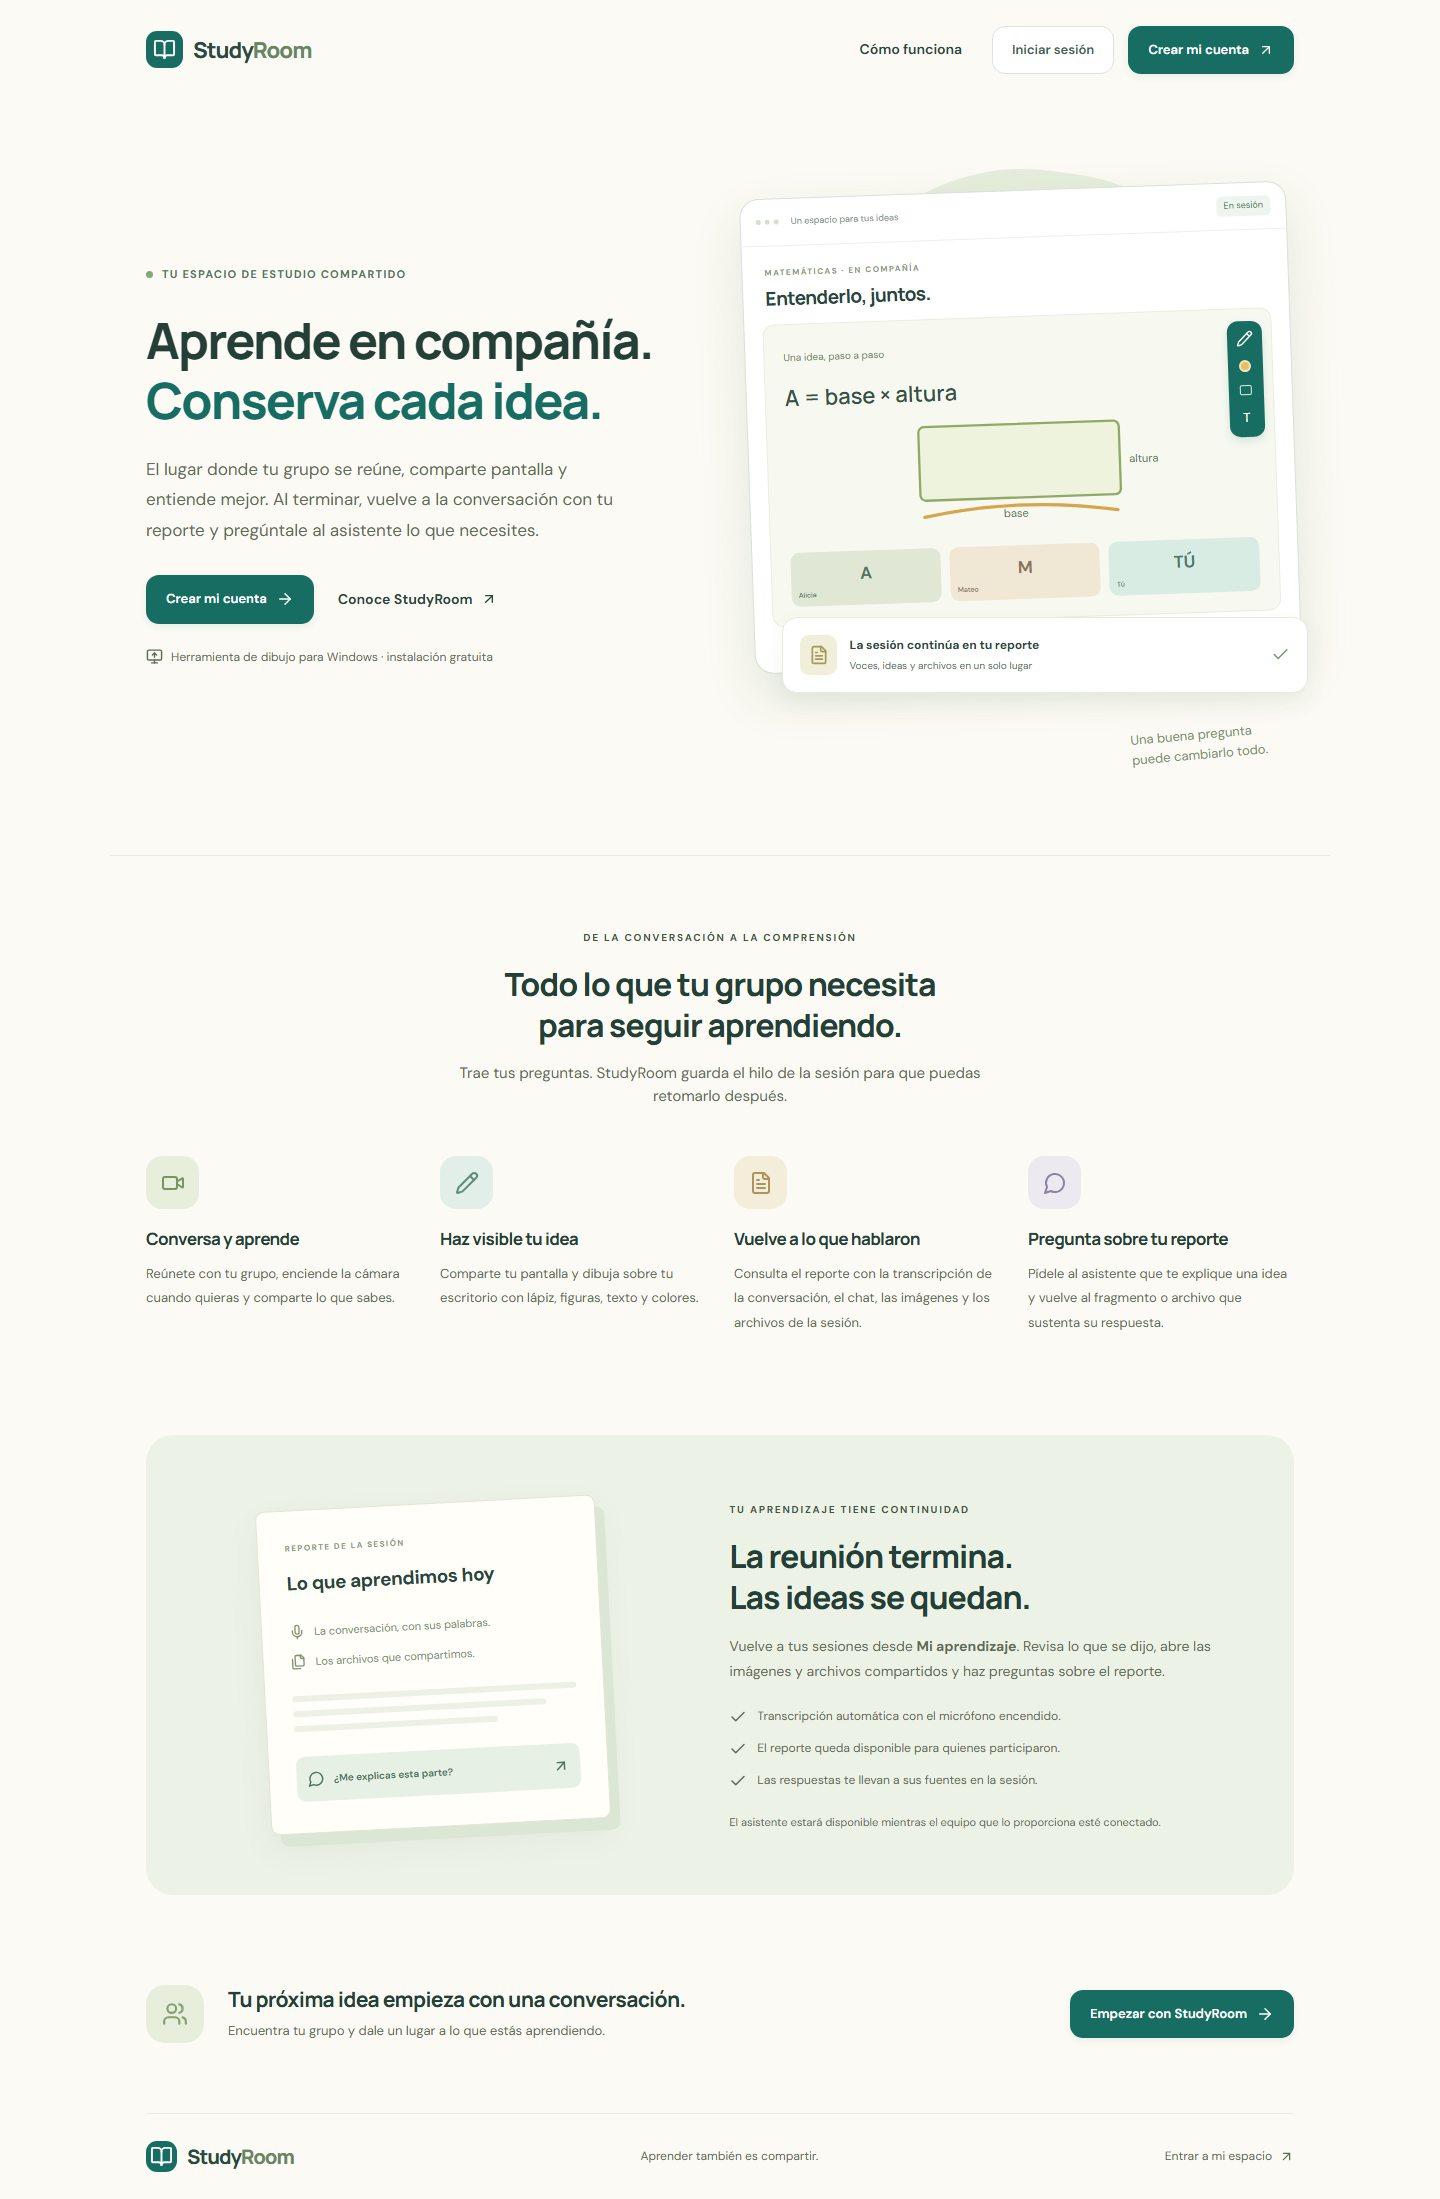 StudyRoom
Cómo funciona
Iniciar sesión
Crear mi cuenta
TU ESPACIO DE ESTUDIO COMPARTIDO
Aprende en compañía.
Conserva cada idea.
El lugar donde tu grupo se reúne, comparte pantalla y
entiende mejor. Al terminar, vuelve a la conversación con tu
reporte y pregúntale al asistente lo que necesites.
Crear mi cuenta
Conoce StudyRoom
Herramienta de dibujo para Windows · instalación gratuita
Un espacio para tus ideas
En sesión
MATEMÁTICAS · EN COMPAÑÍA
Entenderlo, juntos.
Una idea, paso a paso
A = base × altura
T
altura
base
A
Alicia
M
Mateo
TÚ
Tú
La sesión continúa en tu reporte
Voces, ideas y archivos en un solo lugar
Una buena pregunta
puede cambiarlo todo.
DE LA CONVERSACIÓN A LA COMPRENSIÓN
Todo lo que tu grupo necesita
para seguir aprendiendo.
Trae tus preguntas. StudyRoom guarda el hilo de la sesión para que puedas
retomarlo después.
Conversa y aprende
Reúnete con tu grupo, enciende la cámara
cuando quieras y comparte lo que sabes.
Haz visible tu idea
Comparte tu pantalla y dibuja sobre tu
escritorio con lápiz, figuras, texto y colores.
Vuelve a lo que hablaron
Consulta el reporte con la transcripción de
la conversación, el chat, las imágenes y los
archivos de la sesión.
Pregunta sobre tu reporte
Pídele al asistente que te explique una idea
y vuelve al fragmento o archivo que
sustenta su respuesta.
REPORTE DE LA SESIÓN
Lo que aprendimos hoy
La conversación, con sus palabras.
Los archivos que compartimos.
¿Me explicas esta parte?
TU APRENDIZAJE TIENE CONTINUIDAD
La reunión termina.
Las ideas se quedan.
Vuelve a tus sesiones desde Mi aprendizaje. Revisa lo que se dijo, abre las
imágenes y archivos compartidos y haz preguntas sobre el reporte.
Transcripción automática con el micrófono encendido.
El reporte queda disponible para quienes participaron.
Las respuestas te llevan a sus fuentes en la sesión.
El asistente estará disponible mientras el equipo que lo proporciona esté conectado.
Tu próxima idea empieza con una conversación.
Encuentra tu grupo y dale un lugar a lo que estás aprendiendo.
Empezar con StudyRoom
StudyRoom
Aprender también es compartir.
Entrar a mi espacio